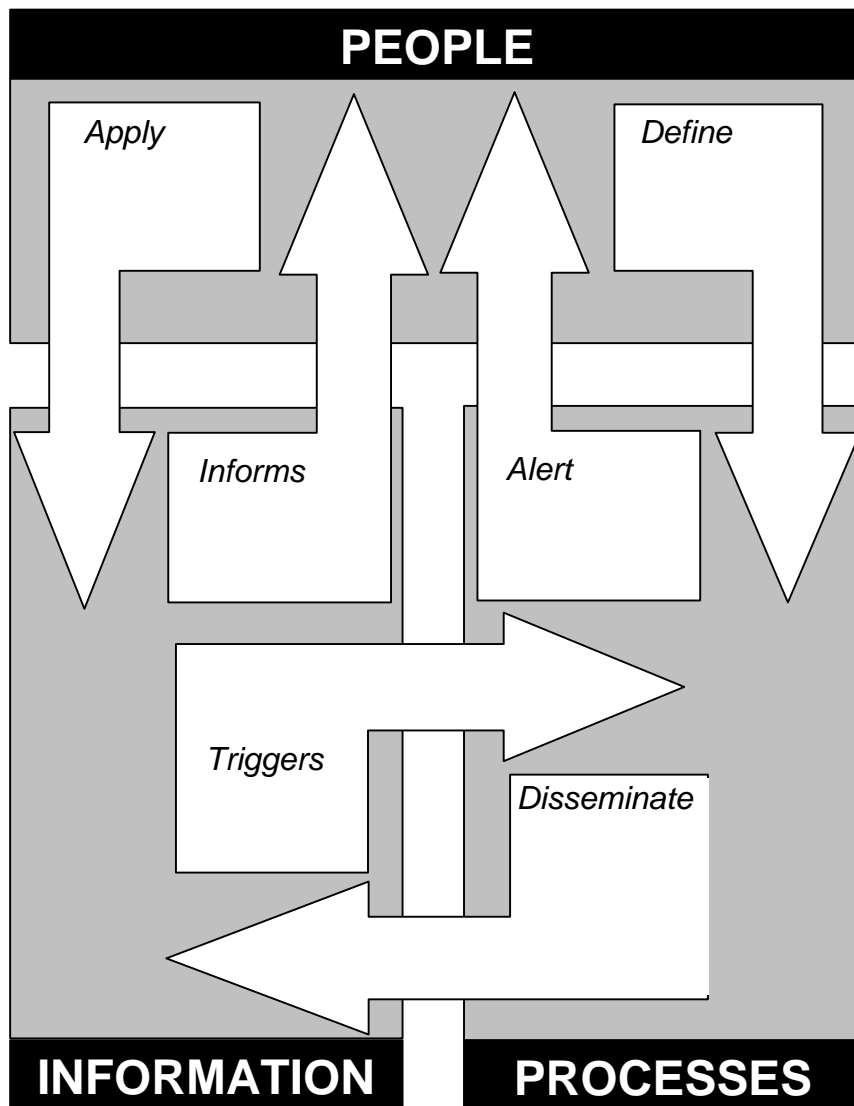 PEOPLE
Apply
Define
Informs
Alert
Triggers
Disseminate
INFORMATION
PROCESSES